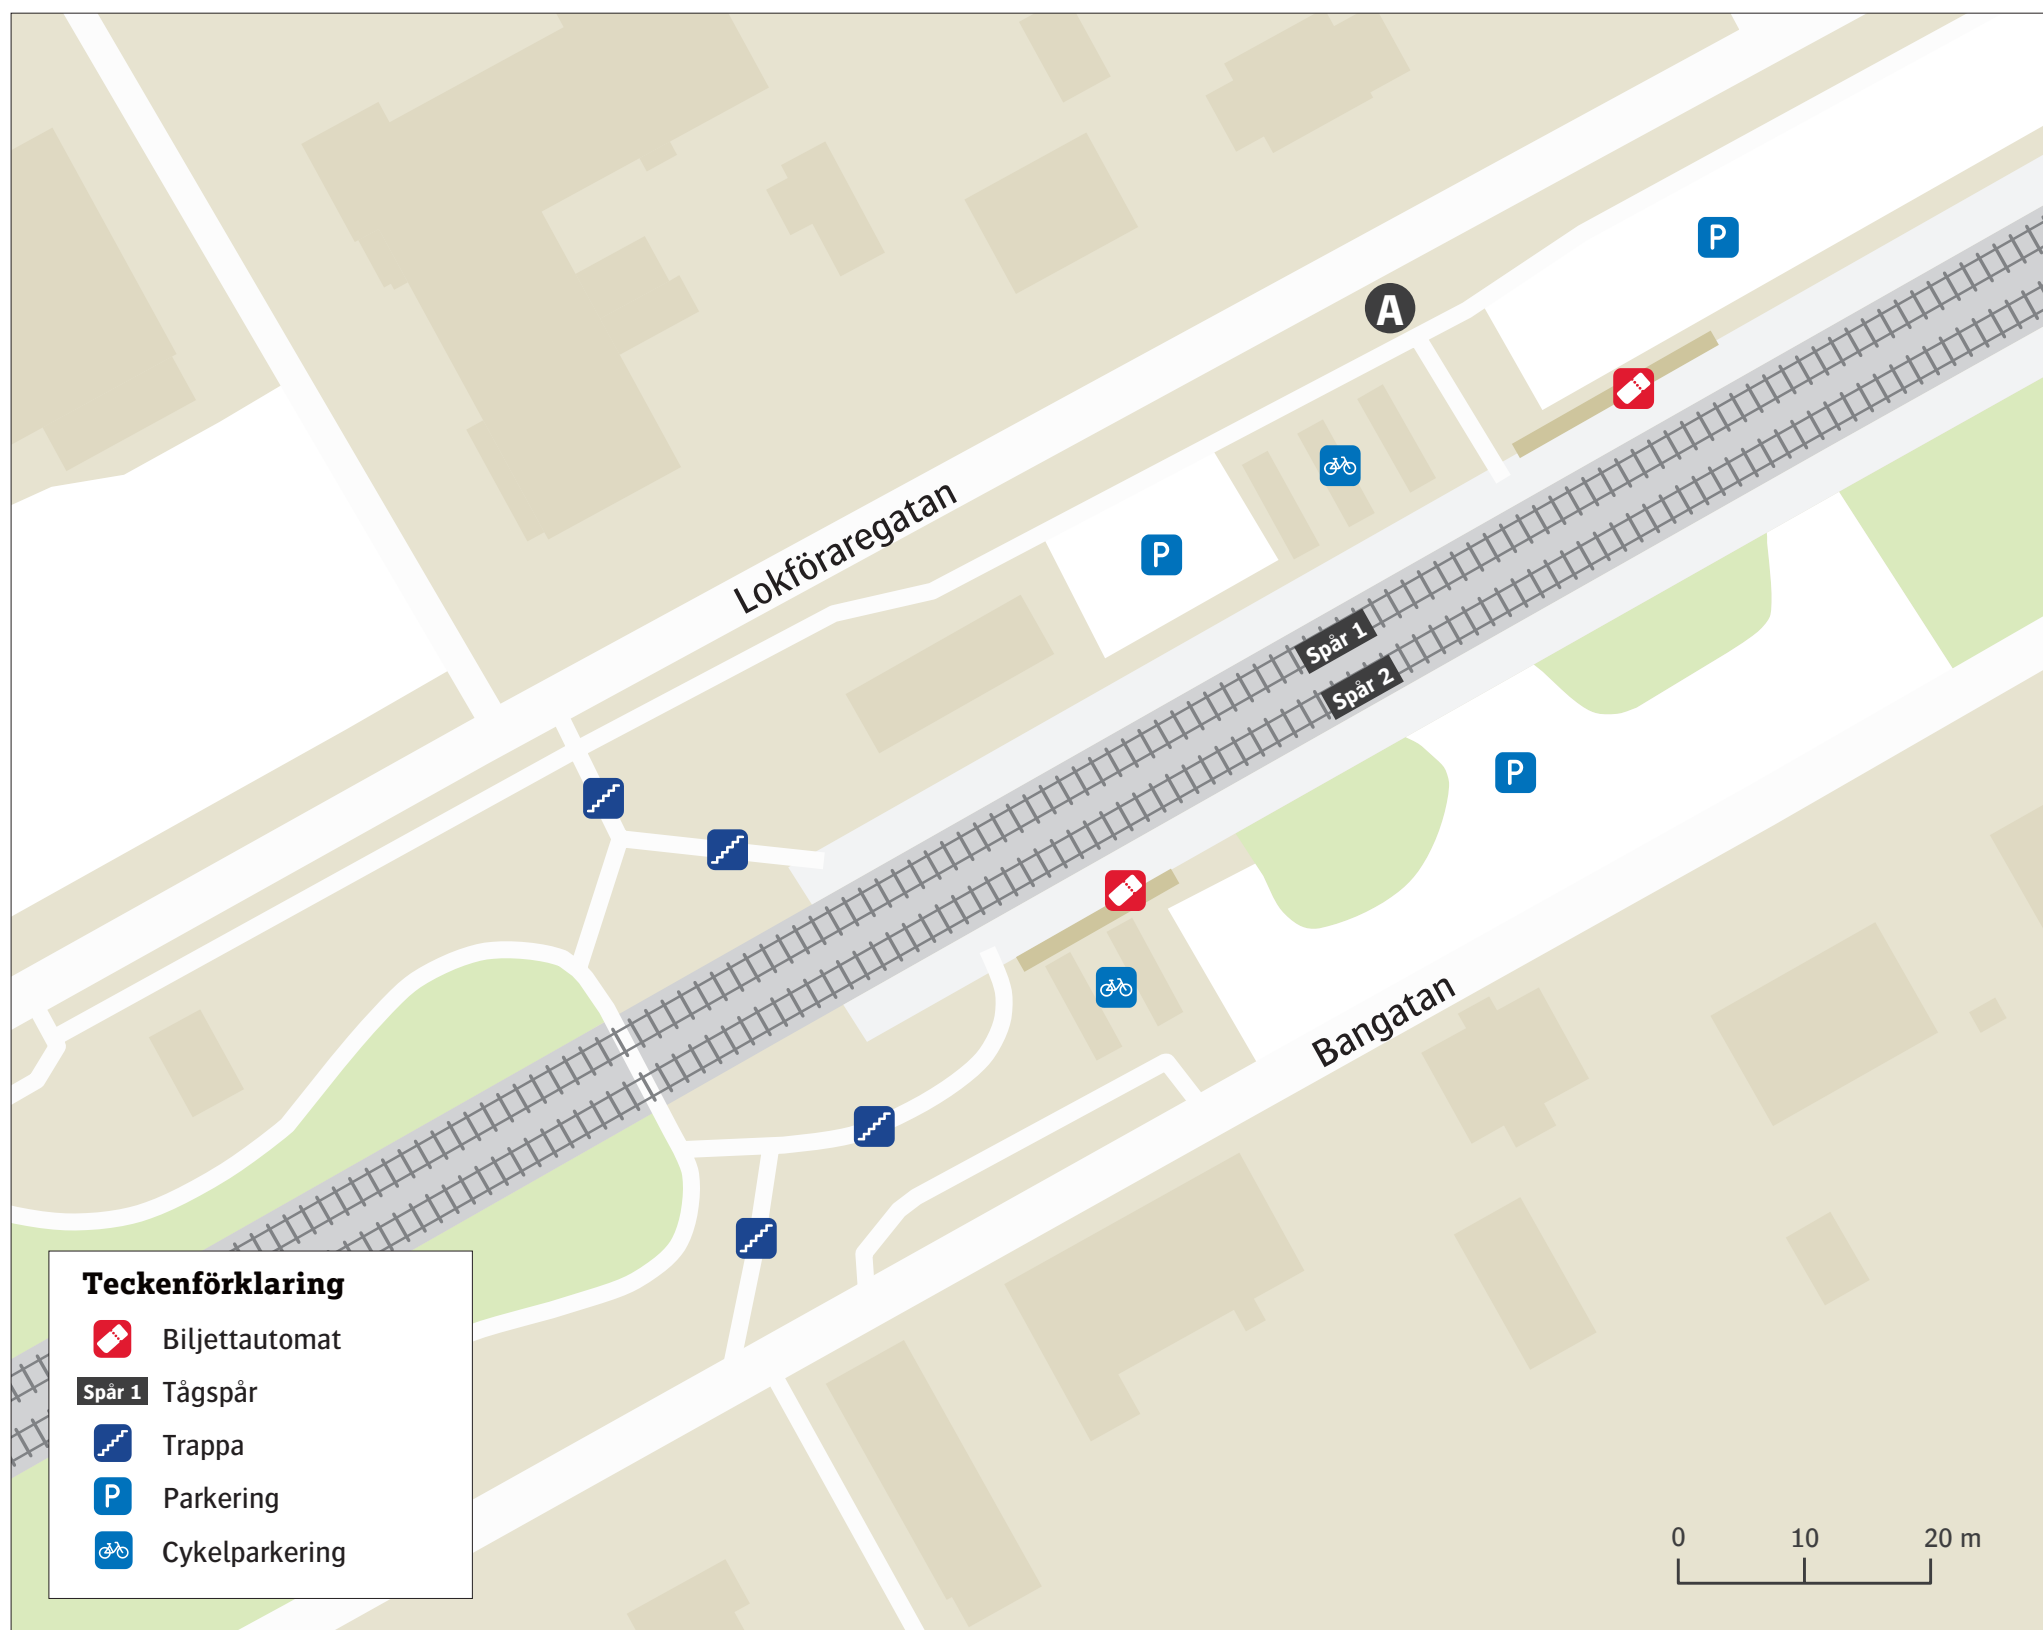 P
A
P
Lokföraregatan
Spår 1
Spår 2
P
Bangatan
Teckenförklaring
Biljettautomat
Spår 1 Tågspår
Trappa
P Parkering
Cykelparkering
0 10 20 m